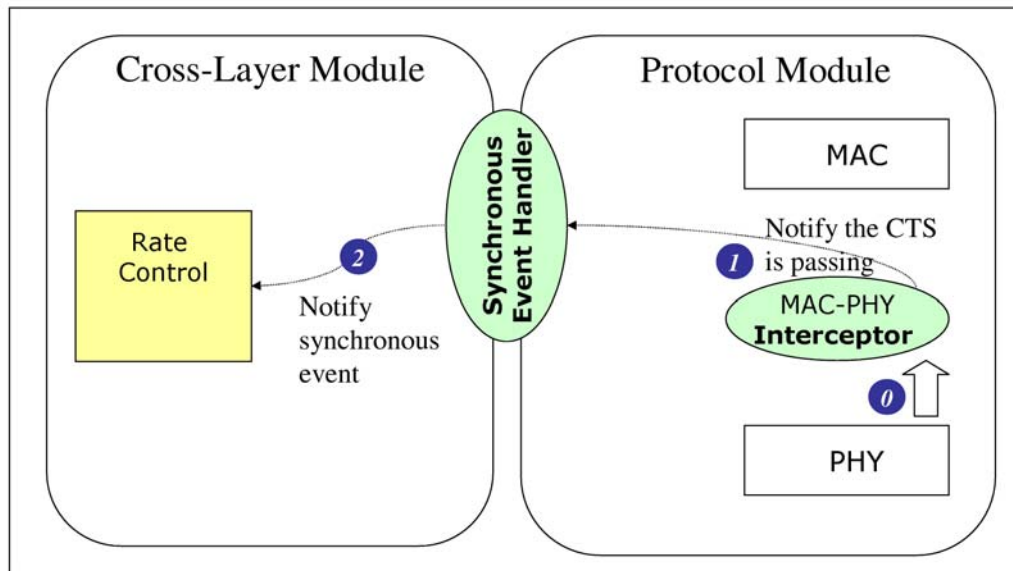 Cross-Layer Module
Protocol Module
Synchronous
Event Handler
MAC
Rate
Control
2
Notify
synchronous
event
1
Notify the CTS
is passing
MAC-PHY
Interceptor
0
PHY